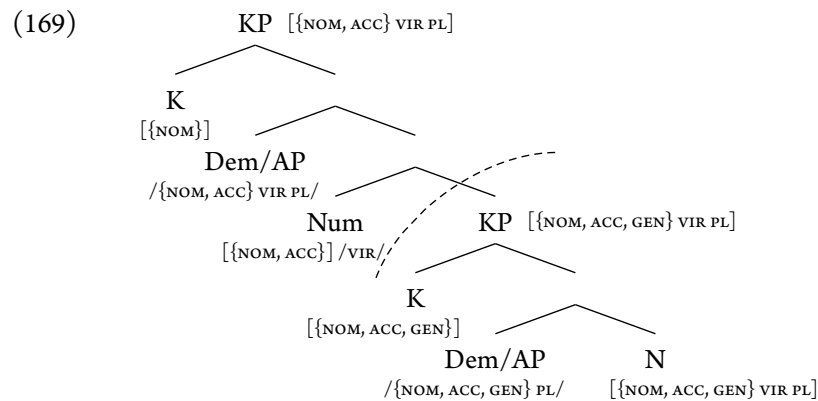 (169)
KP [{NOM, ACC} VIR PL]
K
[{NOM}]
Dem/AP
/{NOM, ACC} VIR PL/
Num
[{NOM, ACC}] /VIR/
KP [{NOM, ACC, GEN} VIR PL]
K
[{NOM, ACC, GEN}]
Dem/AP
/{NOM, ACC, GEN} PL/
N
[{NOM, ACC, GEN} VIR PL]